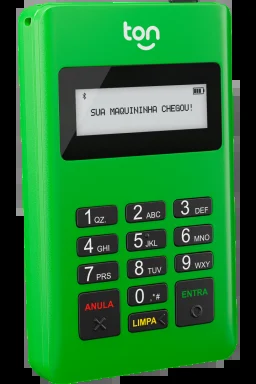 ton
SUA MAQUININHA CHEGOU!
1 QZ. 2 ABC 3 DEF
4 GHI 5 JKL 6 MNO
7 PRS 8 TUV 9 WXY
ANULA 0 .*# ENTRA
LIMPA